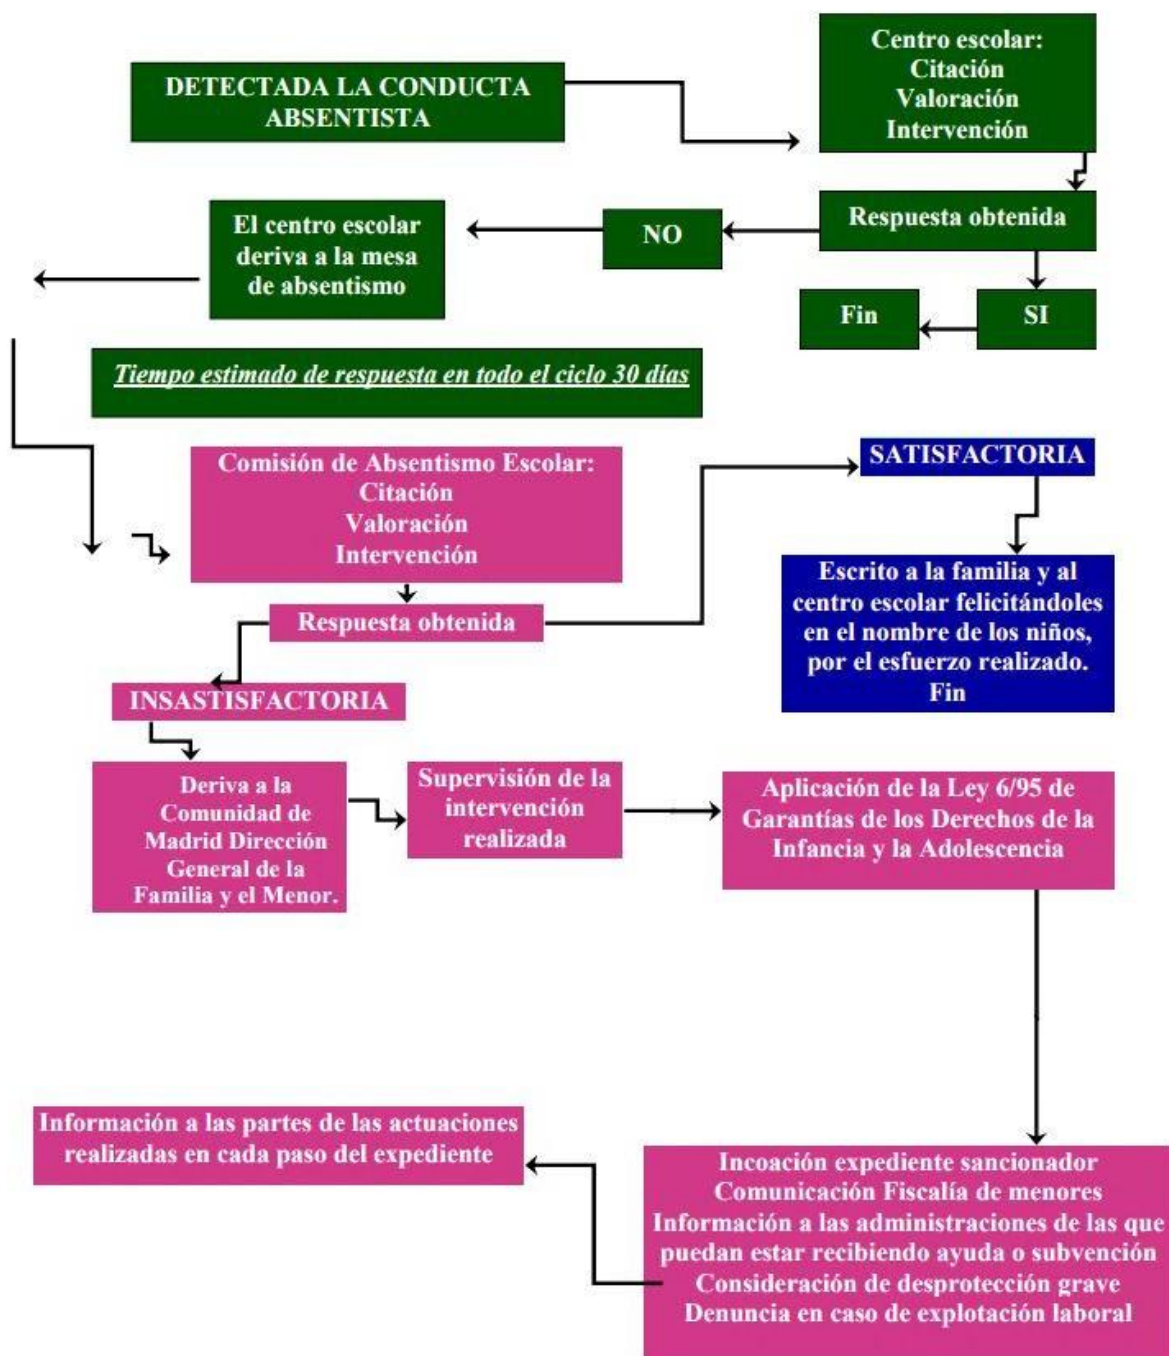 DETECTADA LA CONDUCTA
ABSENTISTA
Centro escolar:
Citación
Valoración
Intervención
Respuesta obtenida
NO
El centro escolar
deriva a la mesa
de absentismo
SI
Fin
Tiempo estimado de respuesta en todo el ciclo 30 días
Comisión de Absentismo Escolar:
Citación
Valoración
Intervención
Respuesta obtenida
SATISFACTORIA
Escrito a la familia y al
centro escolar felicitándoles
en el nombre de los niños,
por el esfuerzo realizado.
Fin
INSASTISFACTORIA
Deriva a la
Comunidad de
Madrid Dirección
General de la
Familia y el Menor.
Supervisión de la
intervención
realizada
Aplicación de la Ley 6/95 de
Garantías de los Derechos de la
Infancia y la Adolescencia
Incoación expediente sancionador
Comunicación Fiscalía de menores
Información a las administraciones de las que
puedan estar recibiendo ayuda o subvención
Consideración de desprotección grave
Denuncia en caso de explotación laboral
Información a las partes de las actuaciones
realizadas en cada paso del expediente